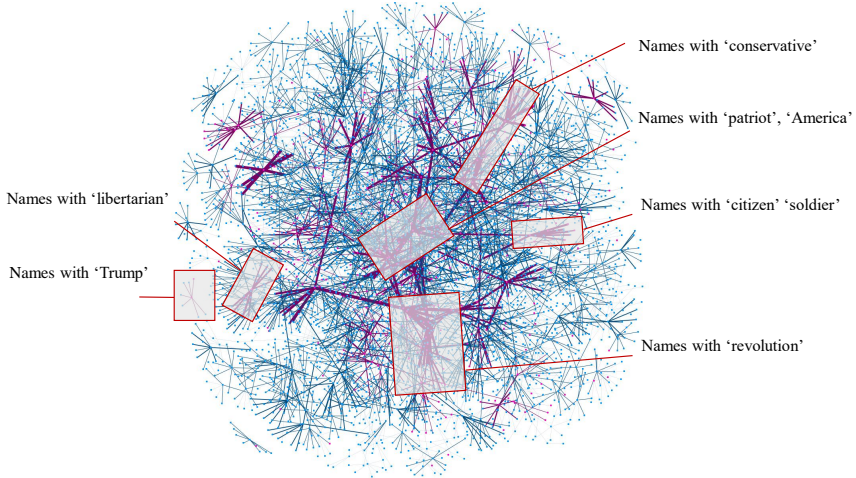 Names with ‘conservative’
Names with ‘patriot’, ‘America’
Names with ‘libertarian’
Names with ‘citizen’ ‘soldier’
Names with ‘Trump’
Names with ‘revolution’